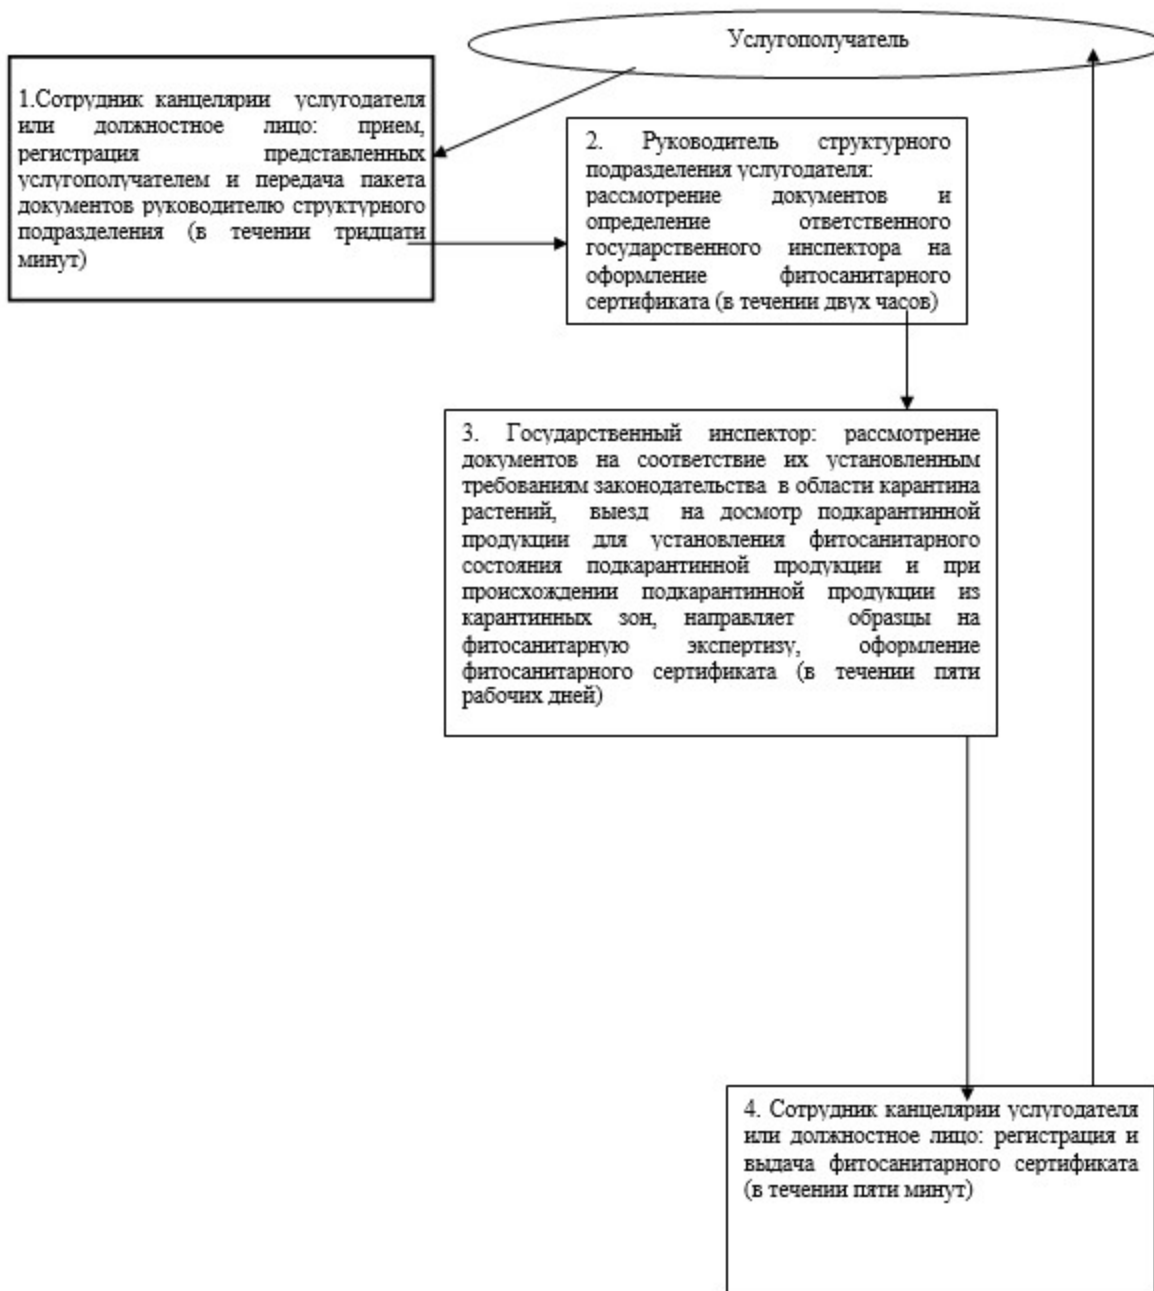 Услугополучатель
1.Сотрудник канцелярии услугодателя
или должностное лицо: прием,
регистрация представленных
услугополучателем и передача пакета
документов руководителю структурного
подразделения (в течении тридцати
минут)
2. Руководитель структурного
подразделения услугодателя:
рассмотрение документов и
определение ответственного
государственного инспектора на
оформление фитосанитарного
сертификата (в течении двух часов)
3. Государственный инспектор: рассмотрение
документов на соответствие их установленным
требованиям законодательства в области карантина
растений, выезд на досмотр подкарантинной
продукции для установления фитосанитарного
состояния подкарантинной продукции и при
происхождении подкарантинной продукции из
карантинных зон, направляет образцы на
фитосанитарную экспертизу, оформление
фитосанитарного сертификата (в течении пяти
рабочих дней)
4. Сотрудник канцелярии услугодателя
или должностное лицо: регистрация и
выдача фитосанитарного сертификата
(в течении пяти минут)